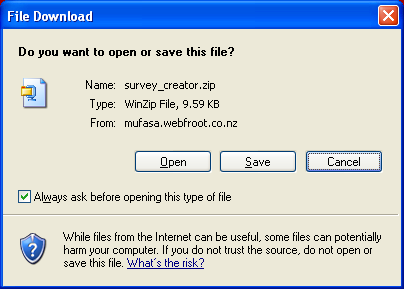 File Download
Do you want to open or save this file?
Name: survey_creator.zip
Type: WinZip File, 9.59 KB
From: mufasa.webfroot.co.nz
Open Save Cancel
Always ask before opening this type of file
While files from the Internet can be useful, some files can potentially
harm your computer. If you do not trust the source, do not open or
save this file. What's the risk?